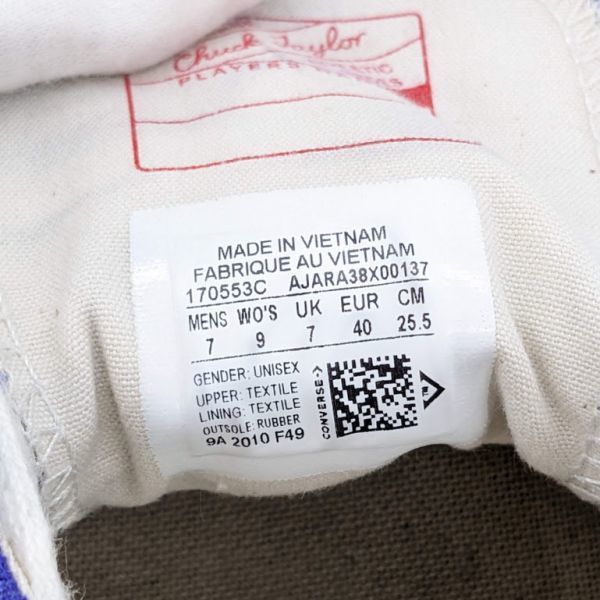 Chuck Taylor
PLAYERS
MADE IN VIETNAM
FABRIQUE AU VIETNAM
170553C AJARA38X00137
MENS WO'S UK EUR CM
7 9 7 40 25.5
GENDER: UNISEX
UPPER: TEXTILE
LINING: TEXTILE
OUTSOLE: RUBBER
9A 2010 F49
CONVERSE